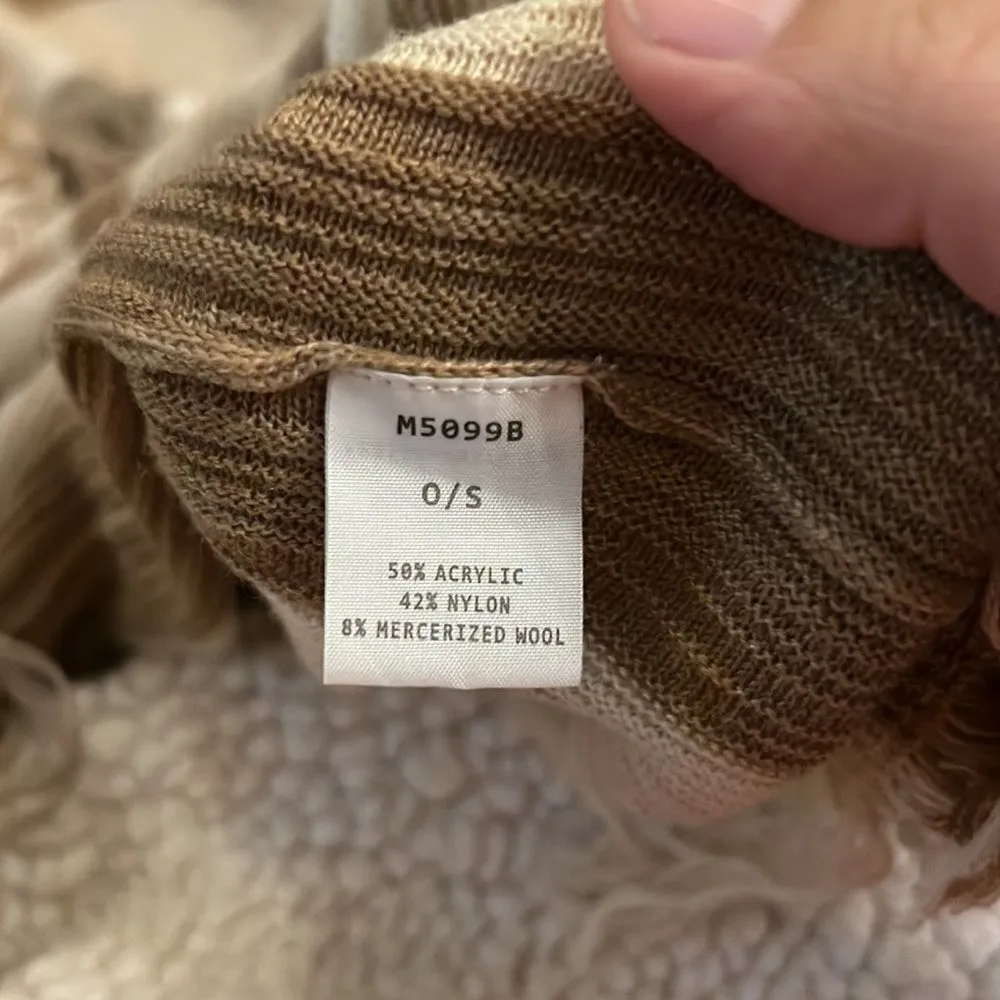 M5099B
O/S
50% ACRYLIC
42% NYLON
8% MERCERIZED WOOL